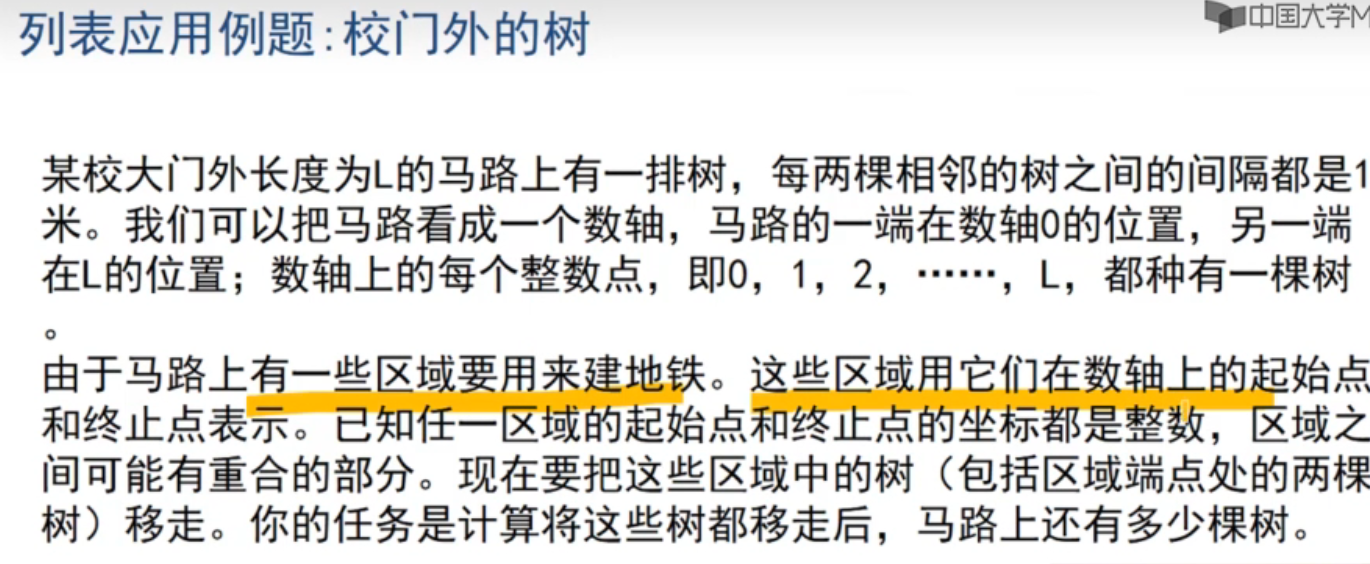 列表应用例题:校门外的树
中国大学M
某校大门外长度为L的马路上有一排树，每两棵相邻的树之间的间隔都是1
米。我们可以把马路看成一个数轴，马路的一端在数轴0的位置，另一端
在L的位置；数轴上的每个整数点，即0，1，2，……，L，都种有一棵树
。
由于马路上有一些区域要用来建地铁。这些区域用它们在数轴上的起始点
和终止点表示。已知任一区域的起始点和终止点的坐标都是整数，区域之
间可能有重合的部分。现在要把这些区域中的树（包括区域端点处的两棵
树）移走。你的任务是计算将这些树都移走后，马路上还有多少棵树。